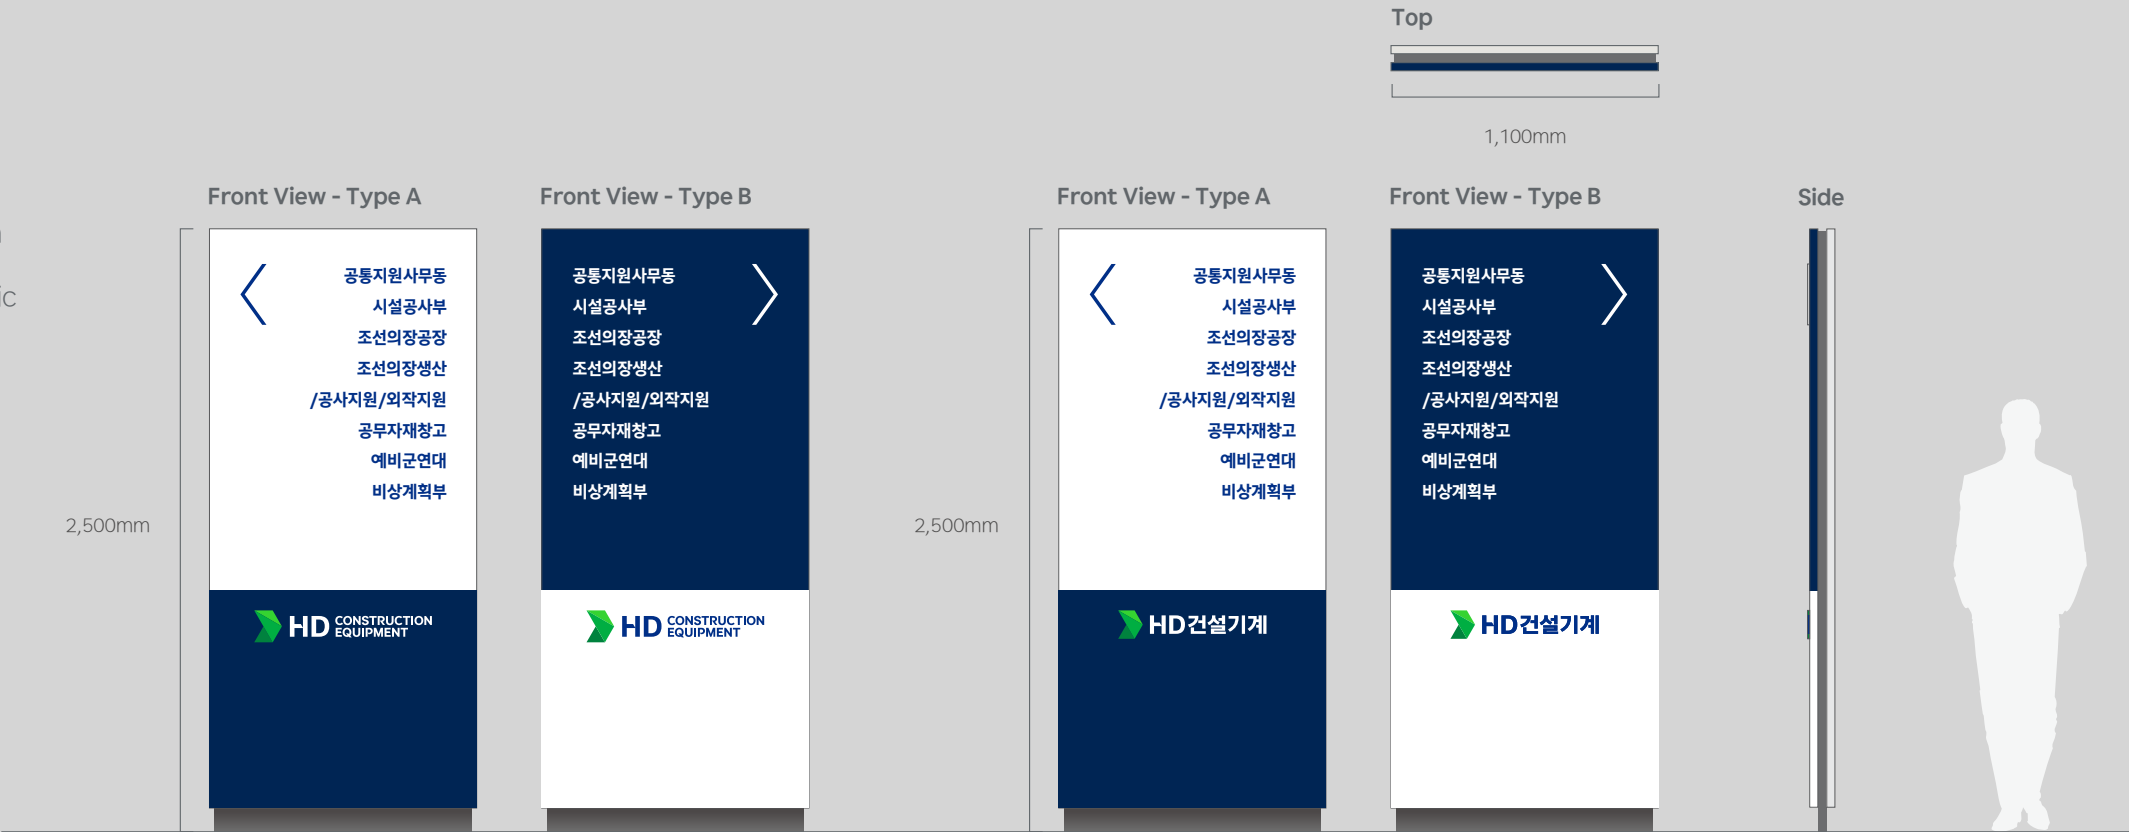 Top
1,100mm
Front View - Type A
공통지원사무동
시설공사부
조선의장공장
조선의장생산
/공사지원/외작지원
공무자재창고
예비군연대
비상계획부
HD CONSTRUCTION
EQUIPMENT
2,500mm
Front View - Type B
공통지원사무동
시설공사부
조선의장공장
조선의장생산
/공사지원/외작지원
공무자재창고
예비군연대
비상계획부
HD CONSTRUCTION
EQUIPMENT
Front View - Type A
공통지원사무동
시설공사부
조선의장공장
조선의장생산
/공사지원/외작지원
공무자재창고
예비군연대
비상계획부
HD건설기계
2,500mm
Front View - Type B
공통지원사무동
시설공사부
조선의장공장
조선의장생산
/공사지원/외작지원
공무자재창고
예비군연대
비상계획부
HD건설기계
Side